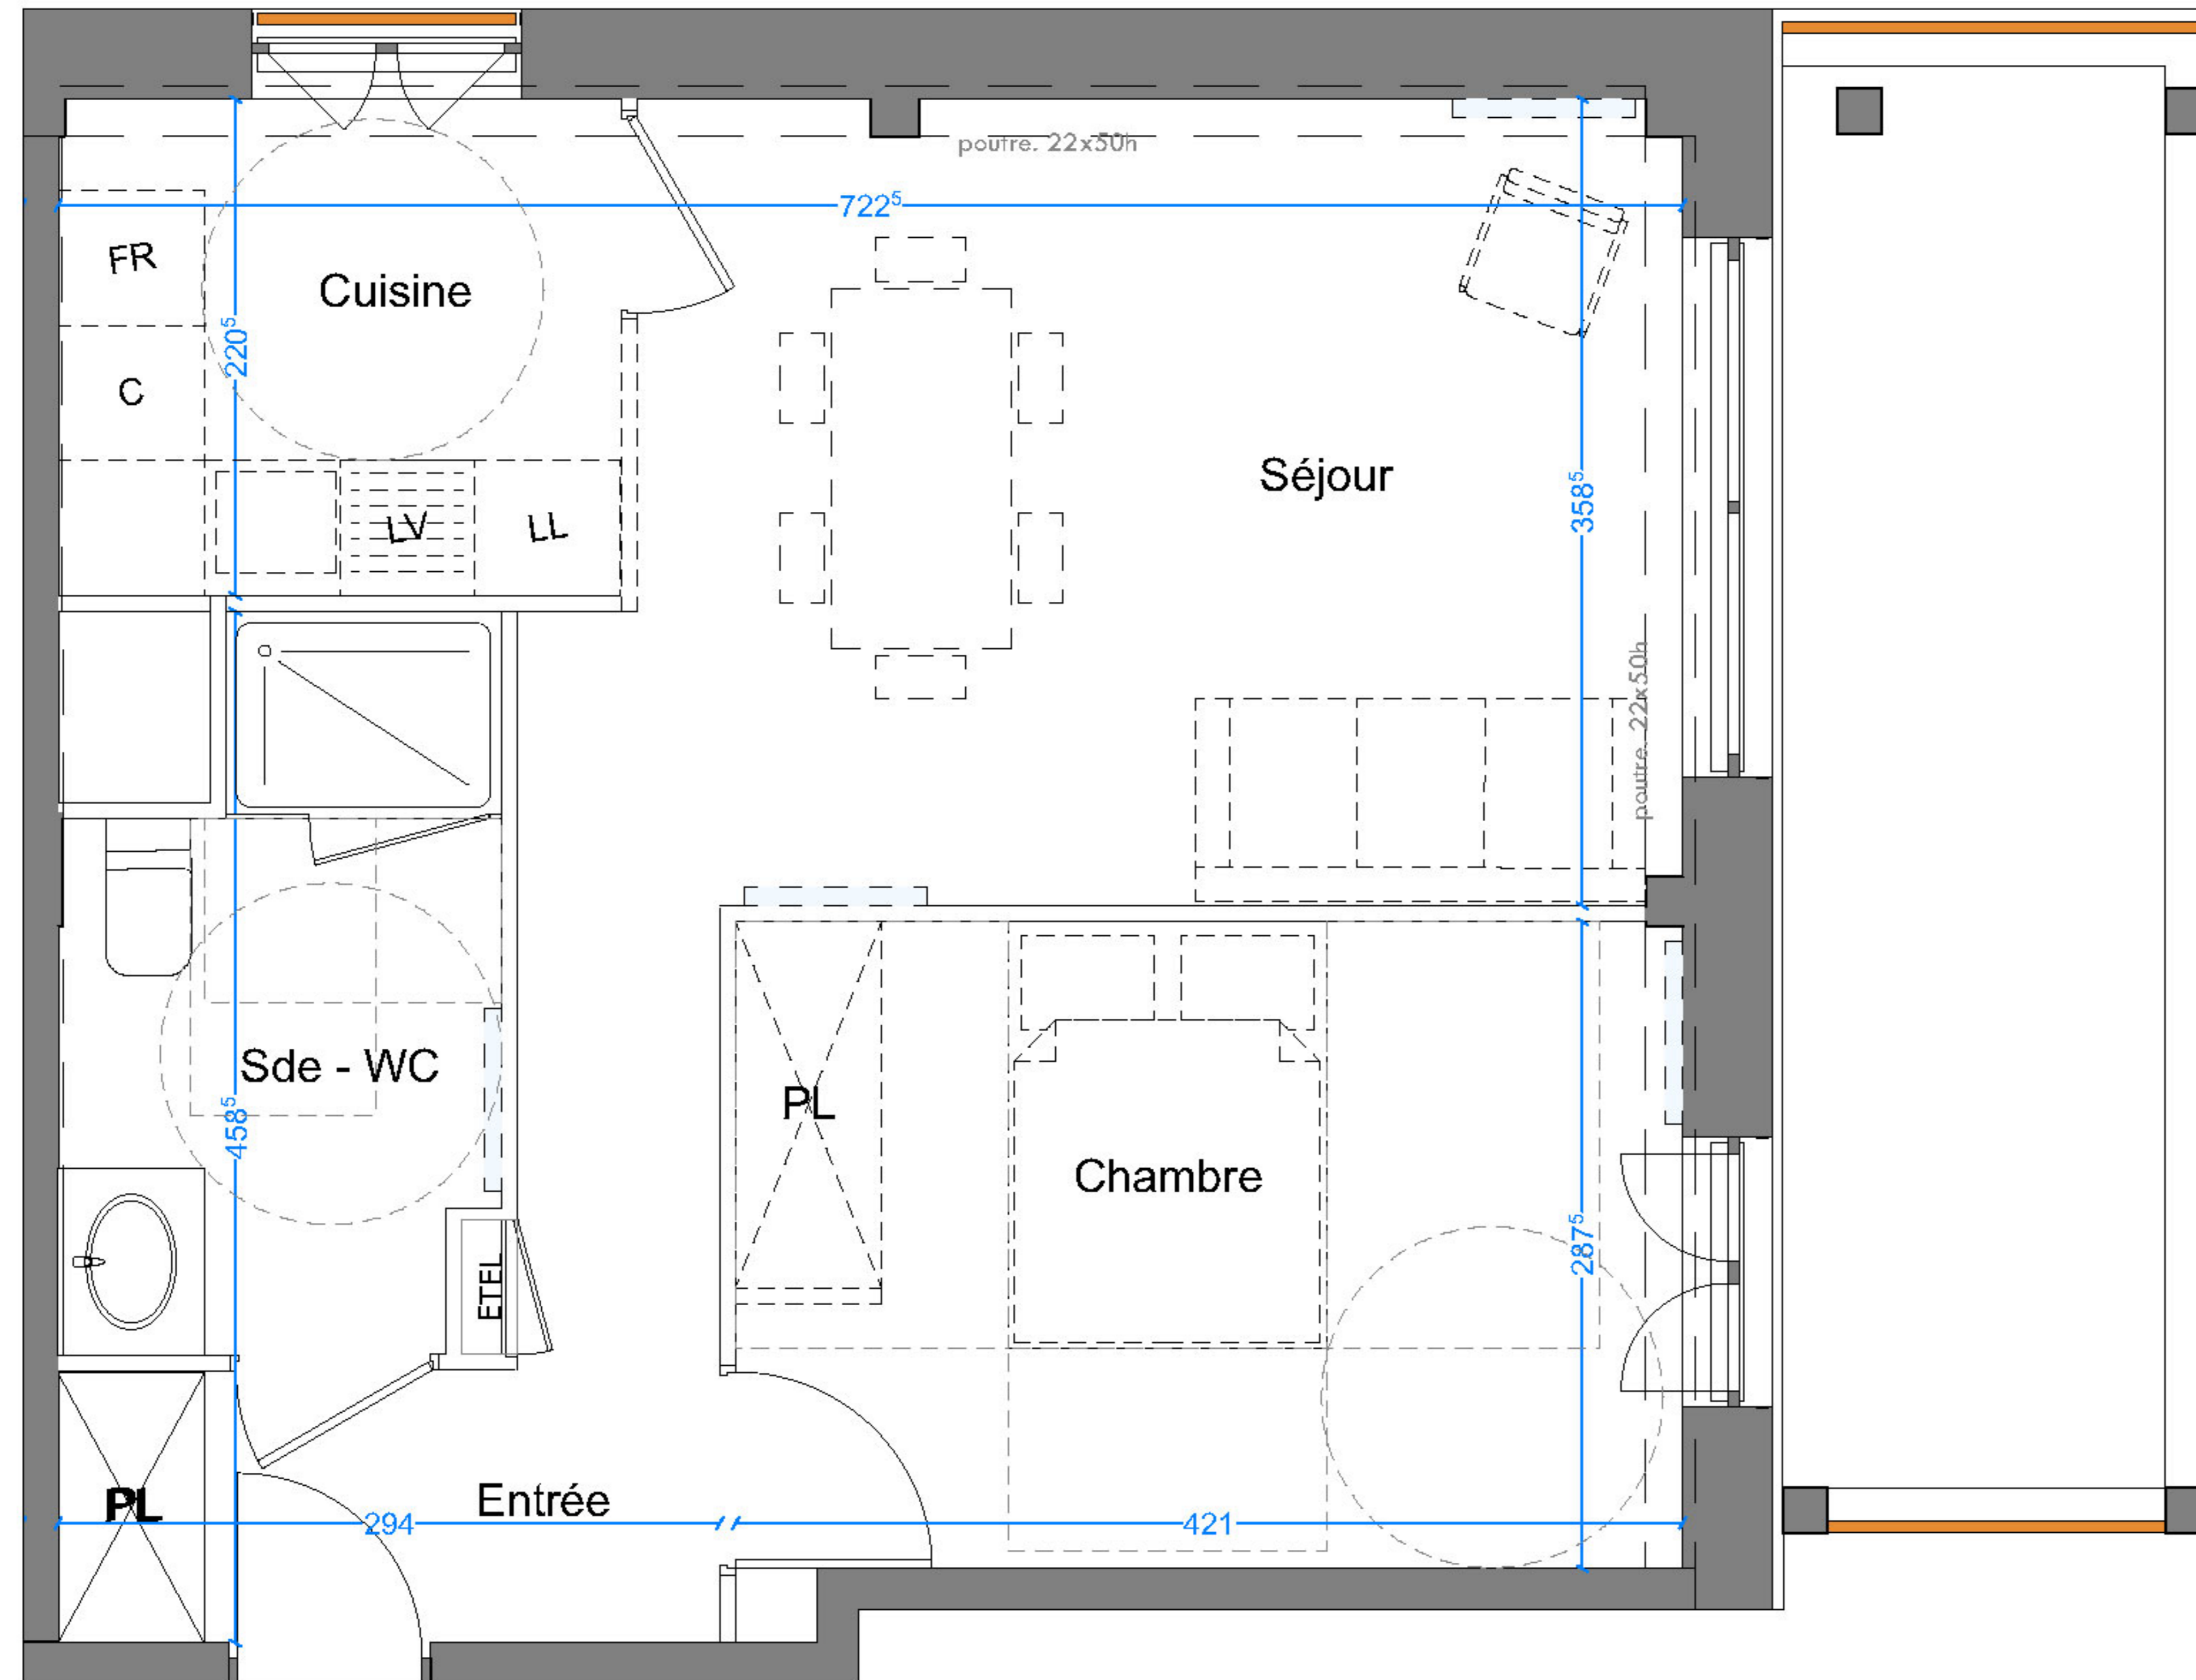 poutre. 22x50h
722⁵
FR
Cuisine
220⁵
C
Séjour
358⁵
LV
LL
poutre. 22x50h
Sde - WC
PL
458⁵
Chambre
287⁵
ETEL
PL
Entrée
294
421